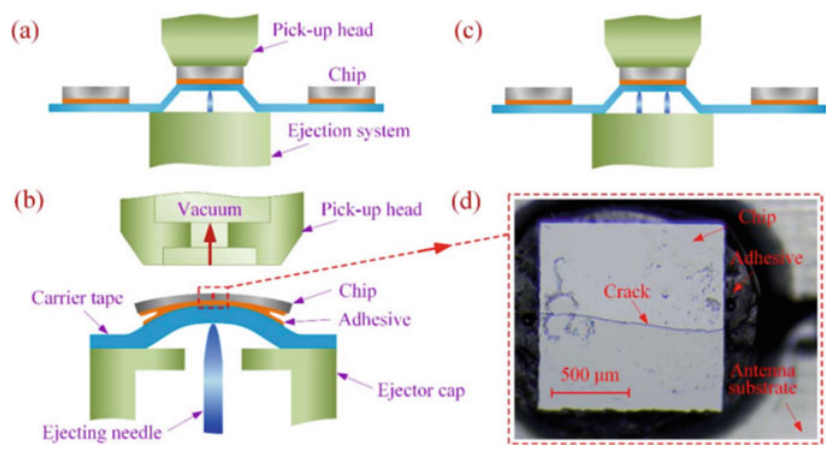 (a)
Pick-up head
Chip
Ejection system
(c)
(b)
Vacuum
Pick-up head
Carrier tape
Chip
Adhesive
Ejector cap
Ejecting needle
(d)
Chip
Adhesive
Crack
500 μm
Antenna
substrate